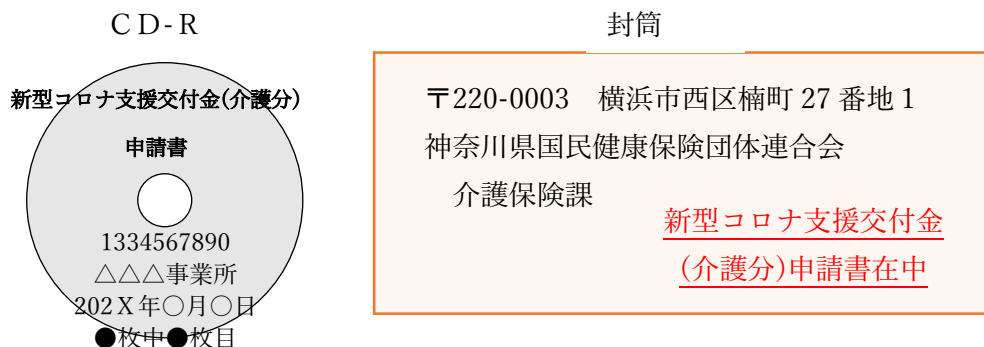 CD-R
新型コロナ支援交付金(介護分)
申請書
1334567890
△△△事業所
202X年○月○日
●枚中●枚目
封筒
〒220-0003 横浜市西区楠町 27 番地 1
神奈川県国民健康保険団体連合会
介護保険課
新型コロナ支援交付金
(介護分)申請書在中